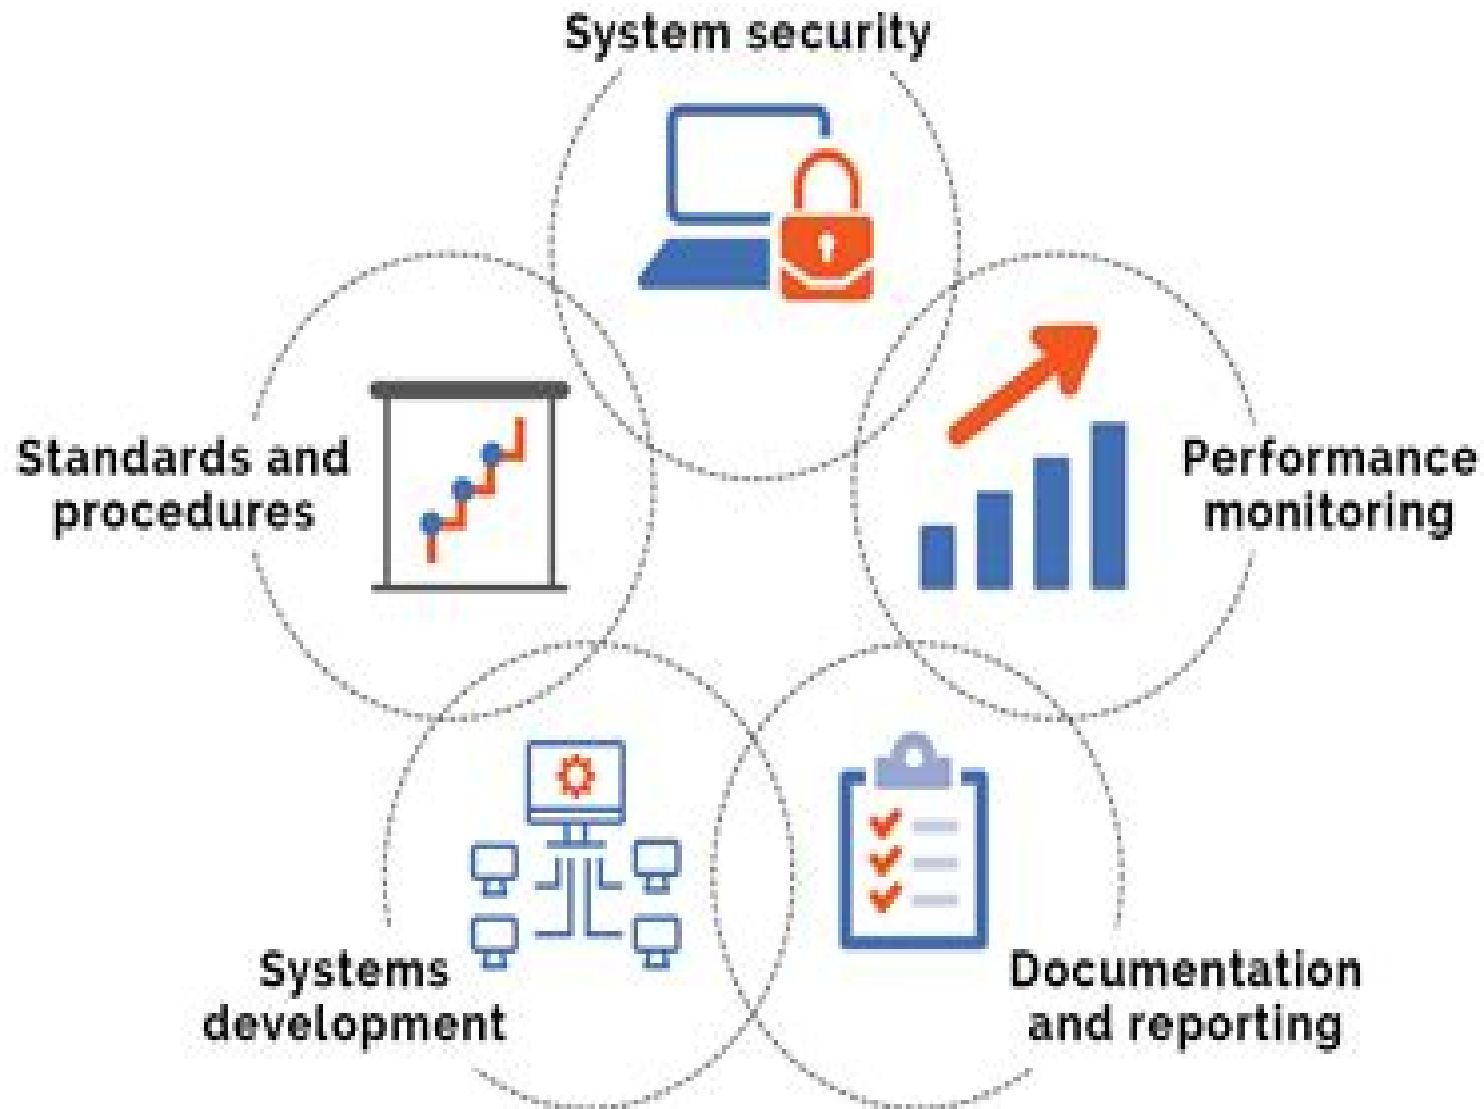 System security
Standards and
procedures
Performance
monitoring
Systems
development
Documentation
and reporting